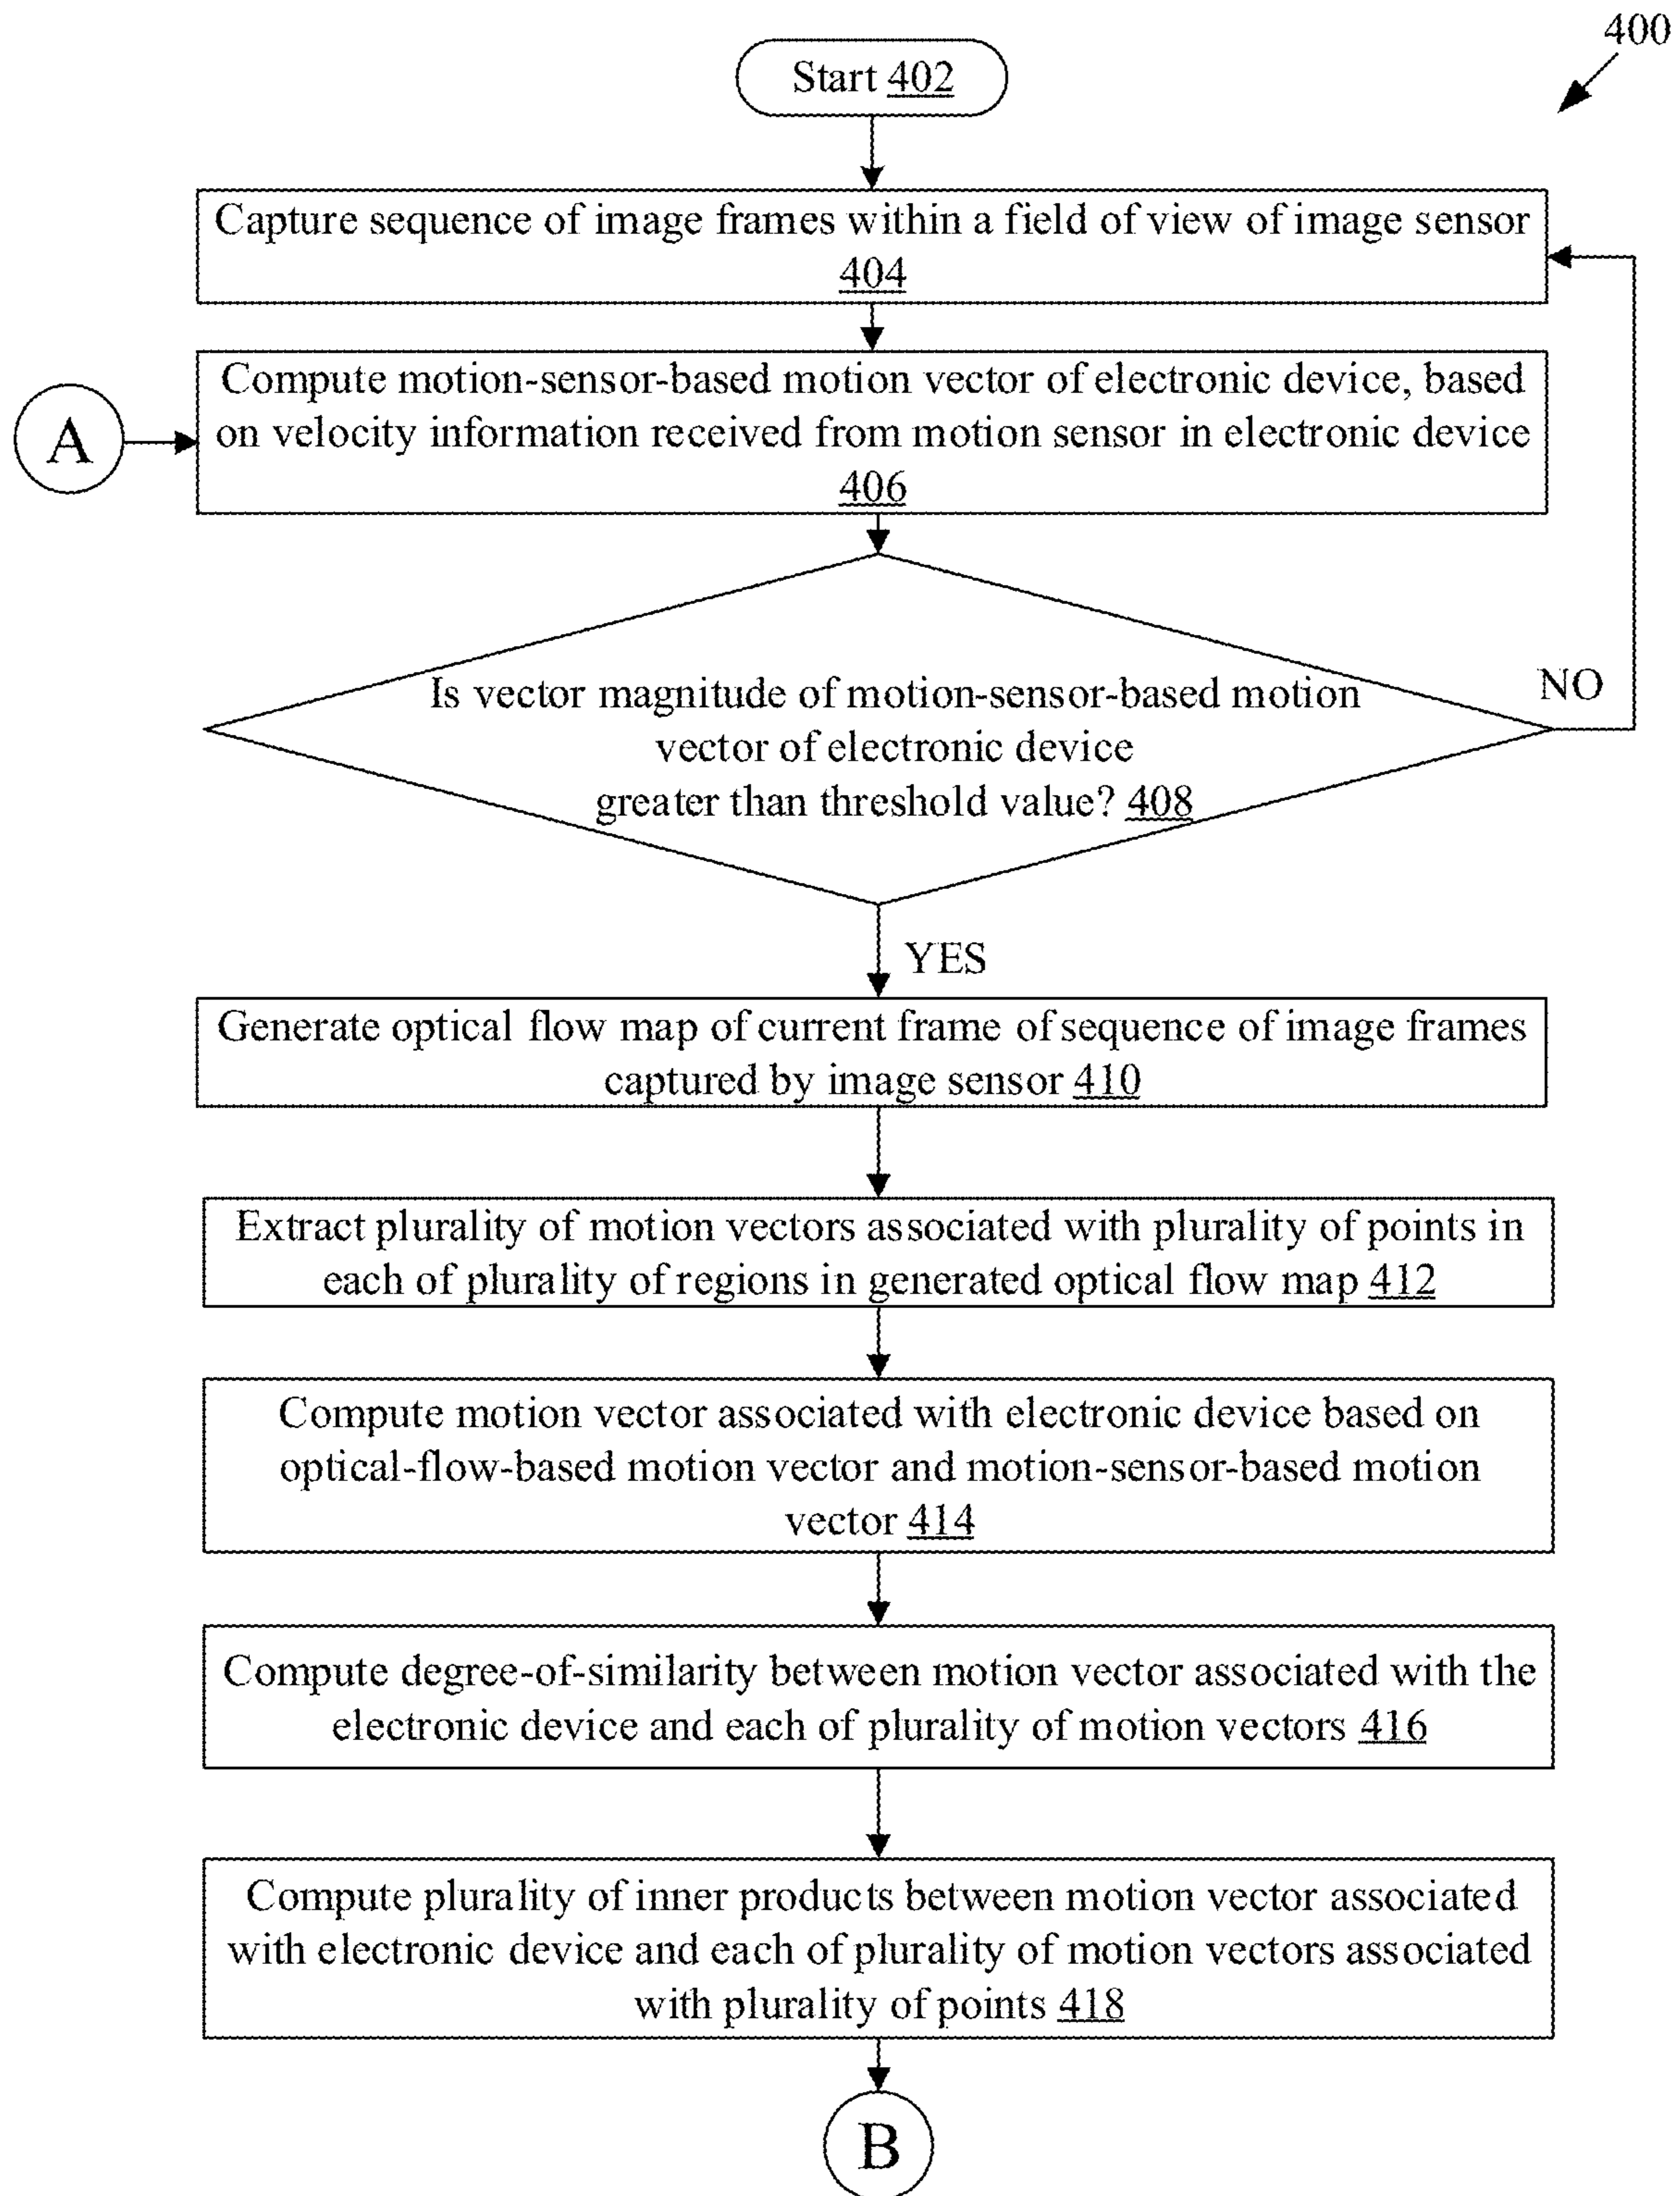 400
Start 402
Capture sequence of image frames within a field of view of image sensor
404
Compute motion-sensor-based motion vector of electronic device, based
on velocity information received from motion sensor in electronic device
406
A
Is vector magnitude of motion-sensor-based motion
vector of electronic device
greater than threshold value? 408
NO
YES
Generate optical flow map of current frame of sequence of image frames
captured by image sensor 410
Extract plurality of motion vectors associated with plurality of points in
each of plurality of regions in generated optical flow map 412
Compute motion vector associated with electronic device based on
optical-flow-based motion vector and motion-sensor-based motion
vector 414
Compute degree-of-similarity between motion vector associated with the
electronic device and each of plurality of motion vectors 416
Compute plurality of inner products between motion vector associated
with electronic device and each of plurality of motion vectors associated
with plurality of points 418
B